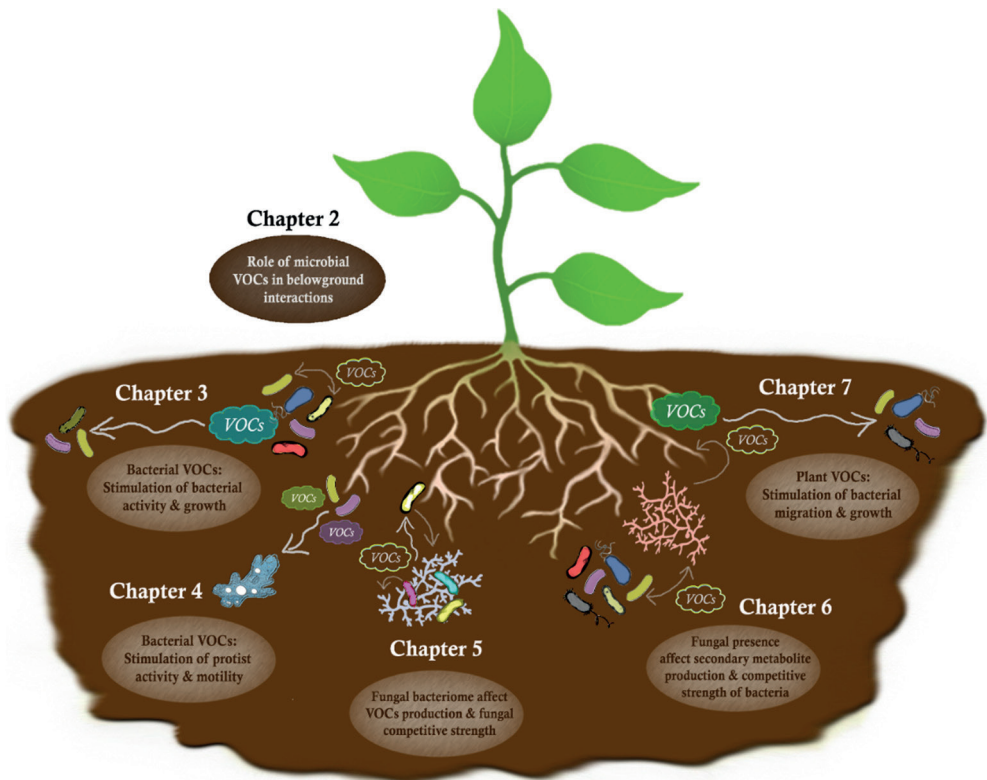 Chapter 2
Role of microbial
VOCs in belowground
interactions
Chapter 3
VOCs
VOCs
Bacterial VOCs:
Stimulation of bacterial
activity & growth
VOCs
VOCs
Chapter 4
Bacterial VOCs:
Stimulation of protist
activity & motility
VOCs
Chapter 5
Fungal bacteriome affect
VOCs production & fungal
competitive strength
Chapter 7
VOCs
VOCs
Plant VOCs:
Stimulation of bacterial
migration & growth
VOCs
Chapter 6
Fungal presence
affect secondary metabolite
production & competitive
strength of bacteria